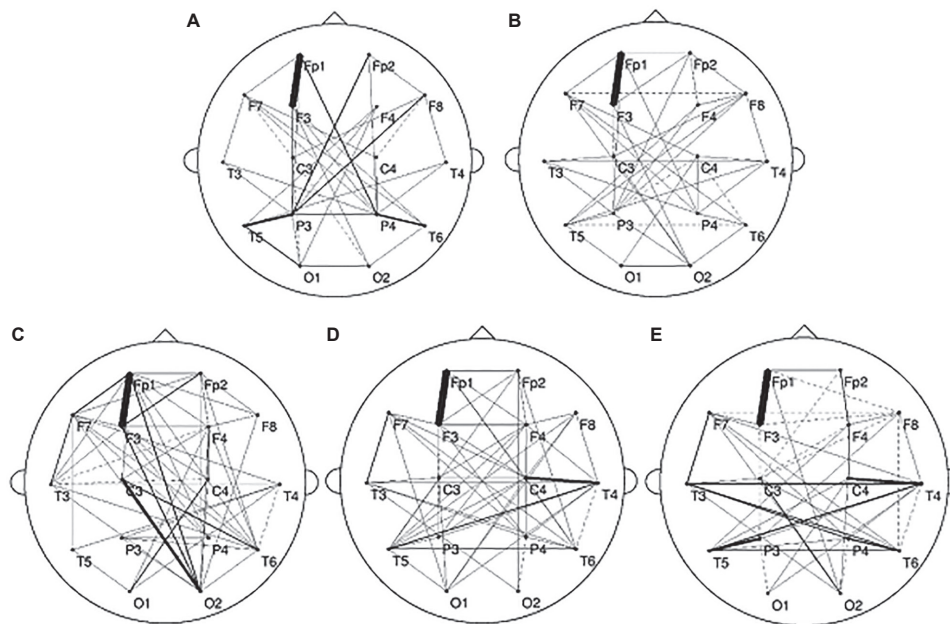 A
B
Fp1 Fp2
Fp1 Fp2
F7 F3 F4 F8
F7 F3 F4 F8
T3 C3 C4 T4
T3 C3 C4 T4
T5 P3 P4 T6
T5 P3 P4 T6
O1 O2
O1 O2
C
D
E
Fp1 Fp2
Fp1 Fp2
Fp1 Fp2
F7 F3 F4 F8
F7 F3 F4 F8
F7 F3 F4 F8
T3 C3 C4 T4
T3 C3 C4 T4
T3 C3 C4 T4
T5 P3 P4 T6
T5 P3 P4 T6
T5 P3 P4 T6
O1 O2
O1 O2
O1 O2